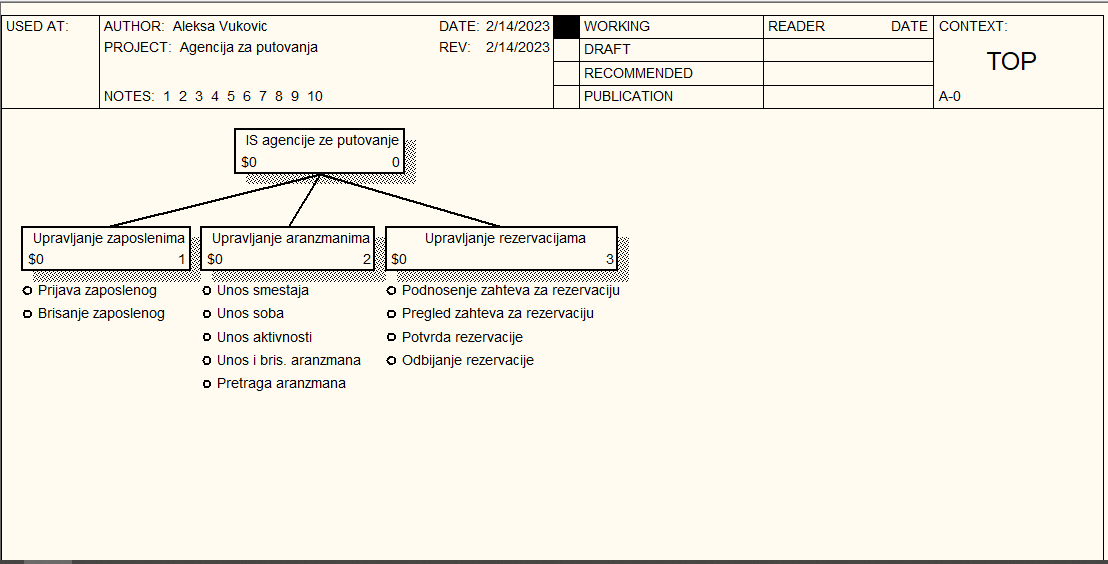 USED AT:
AUTHOR: Aleksa Vukovic
DATE: 2/14/2023
PROJECT: Agencija za putovanja
REV: 2/14/2023
NOTES: 1 2 3 4 5 6 7 8 9 10
WORKING
DRAFT
RECOMMENDED
PUBLICATION
READER DATE
CONTEXT:
TOP
A-0
IS agencije ze putovanje
$0 0
Upravljanje zaposlenima
$0 1
Prijava zaposlenog
Brisanje zaposlenog
Upravljanje aranzmanima
$0 2
Unos smestaja
Unos soba
Unos aktivnosti
Unos i bris. aranzmana
Pretraga aranzmana
Upravljanje rezervacijama
$0 3
Podnosenje zahteva za rezervaciju
Pregled zahteva za rezervaciju
Potvrda rezervacije
Odbijanje rezervacije